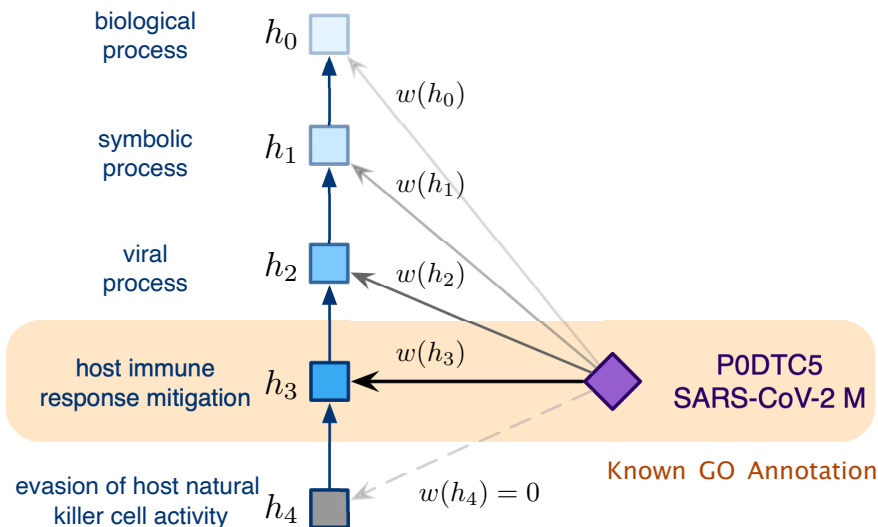 biological
process
h₀
w(h₀)
symbolic
process
h₁
w(h₁)
viral
process
h₂
w(h₂)
host immune
response mitigation
h₃
w(h₃)
P0DTC5
SARS-CoV-2 M
Known GO Annotation
evasion of host natural
killer cell activity
h₄
w(h₄) = 0